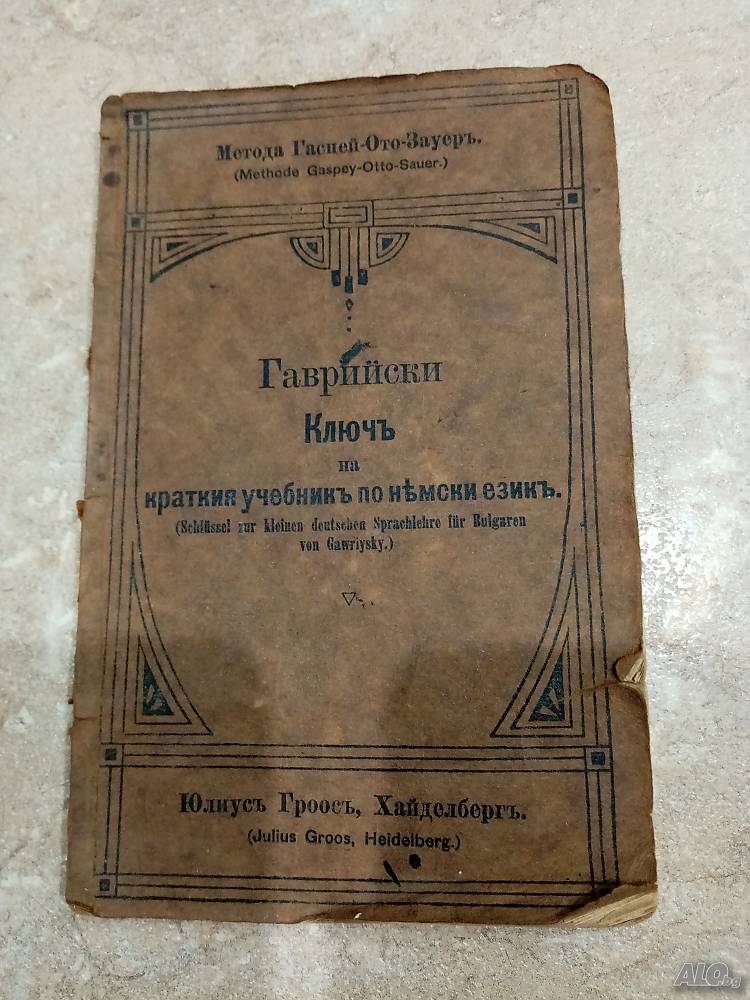 Метода Гаспей-Ото-Зауеръ.
(Methode Gaspey-Otto-Sauer.)
Гаврийски
Ключъ
на
краткия учебникъ по нѣмски езикъ.
(Schlüssel zur kleinen deutschen Sprachlehre für Bulgaren
von Gawriysky.)
Юлиусъ Гроосъ, Хайделбергъ.
(Julius Groos, Heidelberg.)
ALO.bg